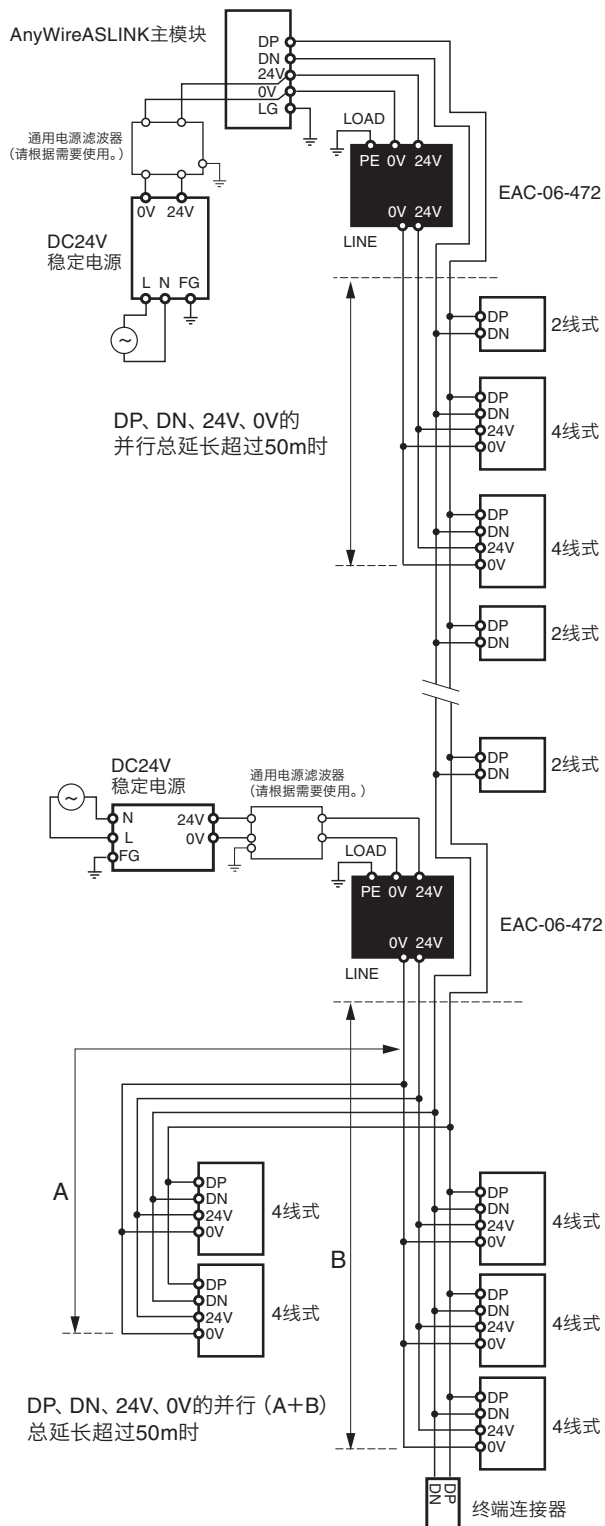 AnyWireASLINK主模块
DP
DN
24V
0V
LG
通用电源滤波器
（请根据需要使用。）
0V 24V
DC24V
稳定电源
L N FG
~
LOAD
PE 0V 24V
0V 24V
LINE
EAC-06-472
DP
DN
2线式
DP、DN、24V、0V的
并行总延长超过50m时
DP
DN
24V
0V
4线式
DP
DN
24V
0V
4线式
DP
DN
2线式
DP
DN
2线式
DC24V
稳定电源
~
N
L
FG
24V
0V
通用电源滤波器
（请根据需要使用。）
LOAD
PE 0V 24V
0V 24V
LINE
EAC-06-472
A
DP
DN
24V
0V
4线式
DP
DN
24V
0V
4线式
B
DP
DN
24V
0V
4线式
DP
DN
24V
0V
4线式
DP
DN
24V
0V
4线式
DP、DN、24V、0V的并行（A+B）
总延长超过50m时
DP
DN
终端连接器